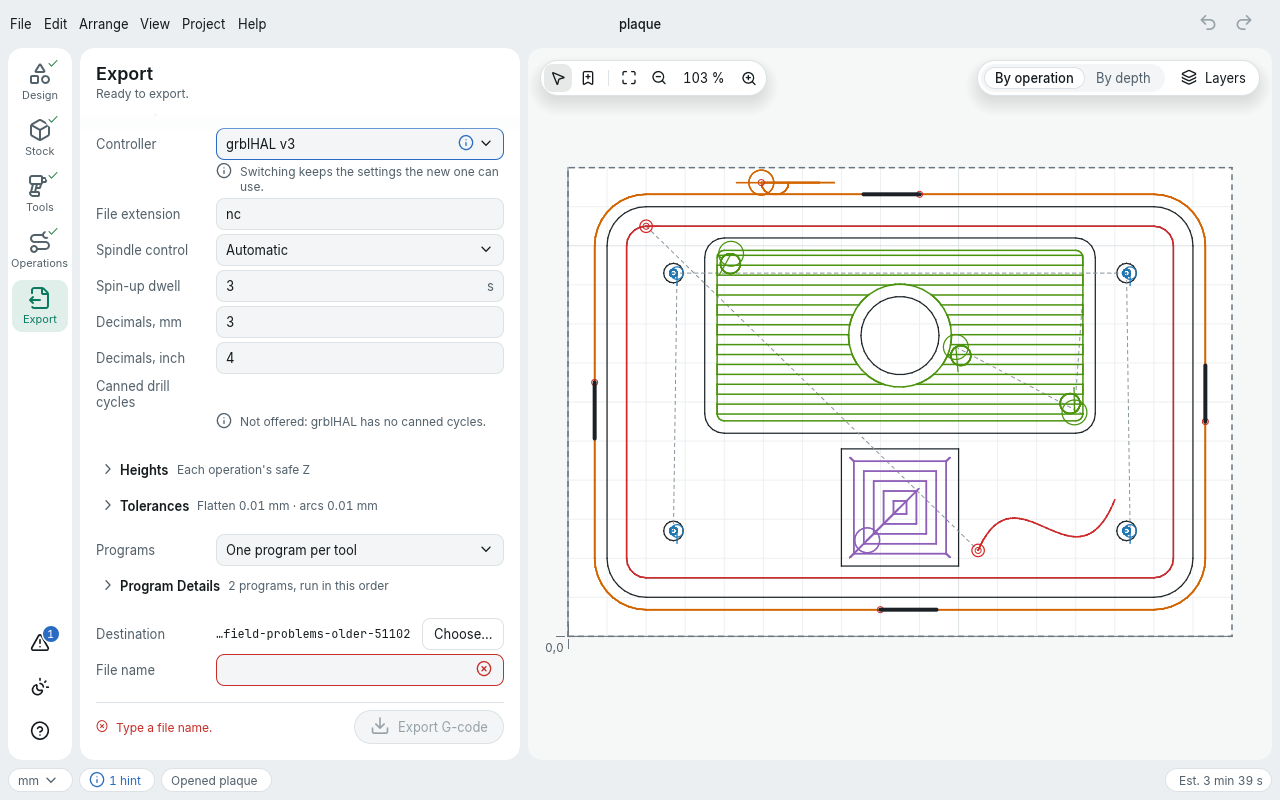 File Edit Arrange View Project Help
plaque
Design
Stock
Tools
Operations
Export
1
Export
Ready to export.
Controller
grblHAL v3
Switching keeps the settings the new one can
use.
File extension
nc
Spindle control
Automatic
Spin-up dwell
3
s
Decimals, mm
3
Decimals, inch
4
Canned drill
cycles
Not offered: grblHAL has no canned cycles.
Heights Each operation's safe Z
Tolerances Flatten 0.01 mm · arcs 0.01 mm
Programs
One program per tool
Program Details 2 programs, run in this order
Destination
…field-problems-older-51102
Choose...
File name
Type a file name.
Export G-code
103 %
By operation
By depth
Layers
0,0
mm
1 hint
Opened plaque
Est. 3 min 39 s